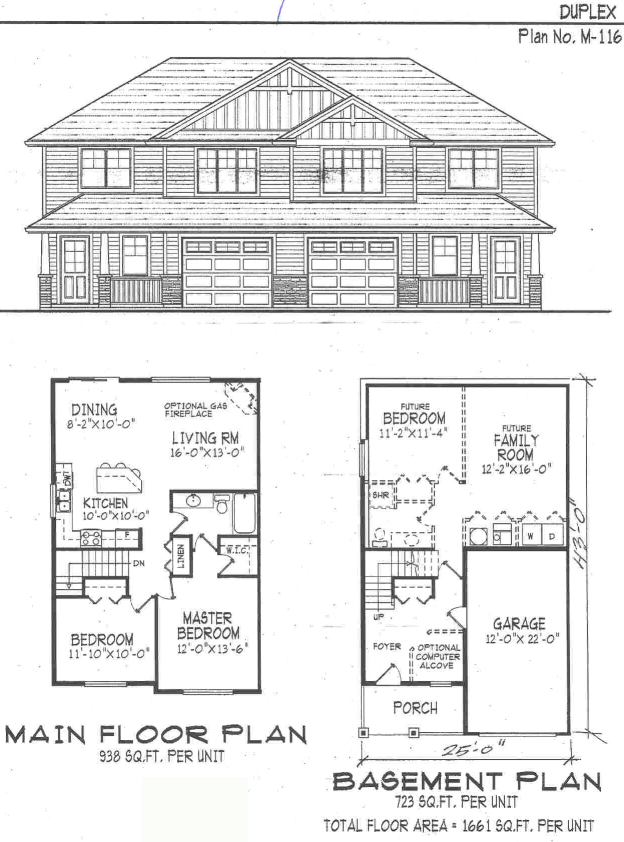 DUPLEX
Plan No. M-116
DINING
8'-2"X10'-0"
OPTIONAL GAS
FIREPLACE
LIVING RM
16'-0"X13'-0"
DW
KITCHEN
10'-0"X10'-0"
F
LINEN
W.I.C.
DN
BEDROOM
11'-10"X10'-0"
MASTER
BEDROOM
12'-0"X13'-6"
MAIN FLOOR PLAN
938 SQ.FT. PER UNIT
FUTURE
BEDROOM
11'-2"X11'-4"
FUTURE
FAMILY
ROOM
12'-2"X16'-0"
SHR
W D
UP
FOYER
OPTIONAL
COMPUTER
ALCOVE
GARAGE
12'-0"X 22'-0"
PORCH
43'-0"
25'-0"
BASEMENT PLAN
723 SQ.FT. PER UNIT
TOTAL FLOOR AREA = 1661 SQ.FT. PER UNIT